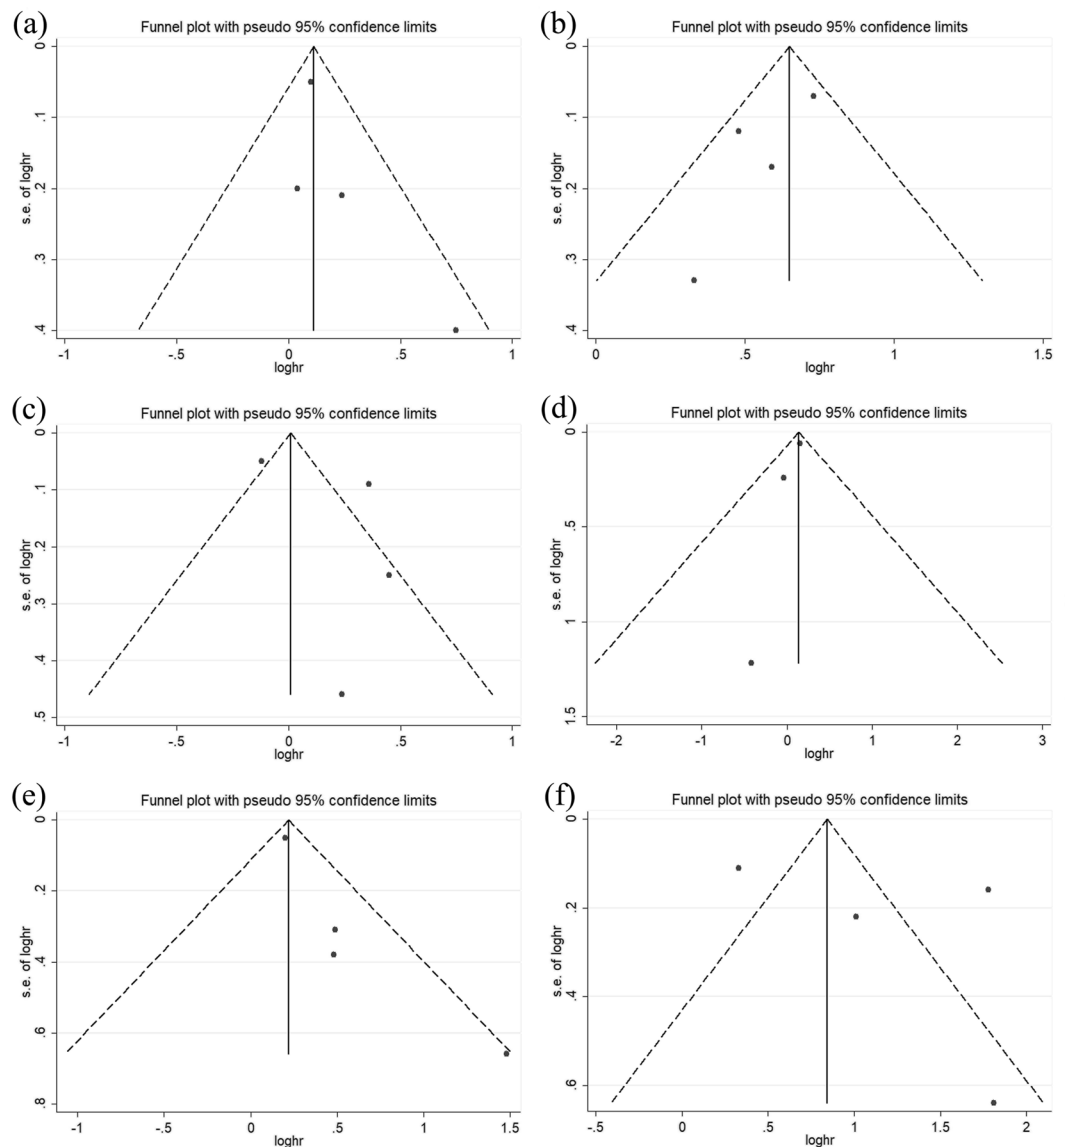 (a)
Funnel plot with pseudo 95% confidence limits
s.e. of loghr
0
.1
.2
.3
.4
-1
-.5
0
.5
1
loghr
(b)
Funnel plot with pseudo 95% confidence limits
s.e. of loghr
0
.1
.2
.3
.4
0
.5
1
1.5
loghr
(c)
Funnel plot with pseudo 95% confidence limits
s.e. of loghr
0
.1
.2
.3
.4
.5
-1
-.5
0
.5
1
loghr
(d)
Funnel plot with pseudo 95% confidence limits
s.e. of loghr
0
.5
1
1.5
-2
-1
0
1
2
3
loghr
(e)
Funnel plot with pseudo 95% confidence limits
s.e. of loghr
0
.2
.4
.6
.8
-1
-.5
0
.5
1
1.5
loghr
(f)
Funnel plot with pseudo 95% confidence limits
s.e. of loghr
0
.2
.4
.6
-.5
0
.5
1
1.5
2
loghr